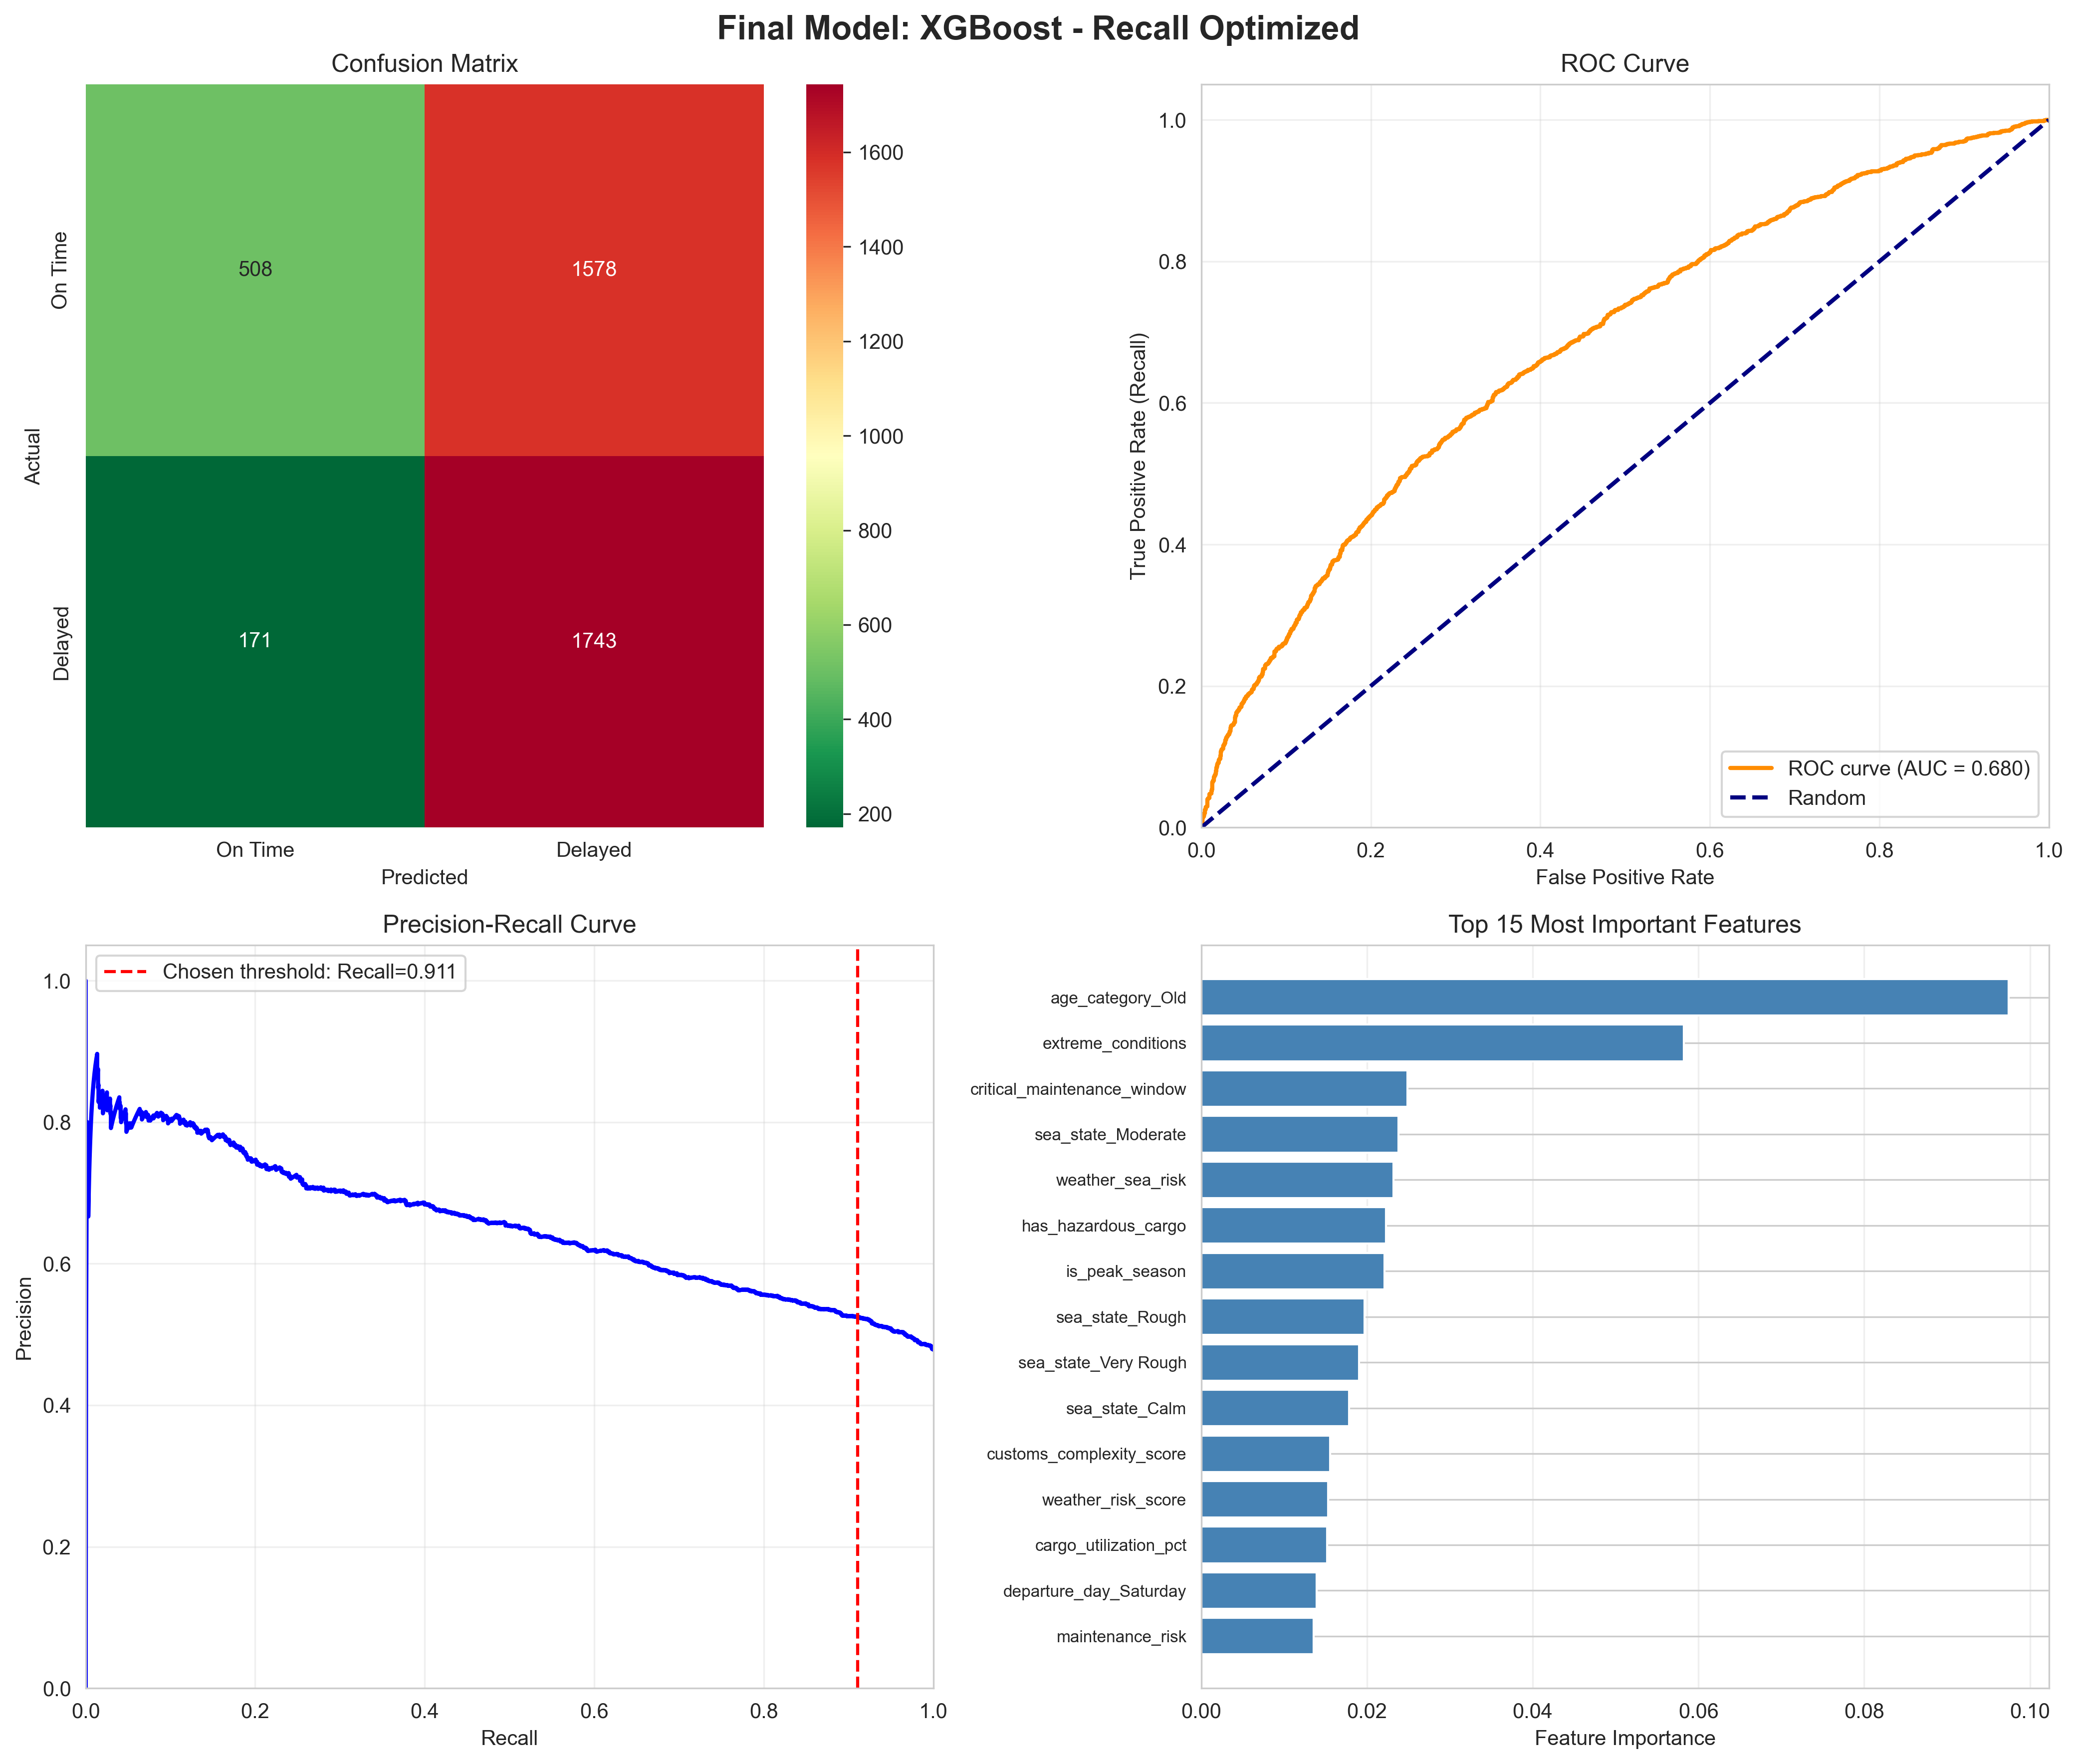 Final Model: XGBoost - Recall Optimized
Confusion Matrix
On Time
Delayed
Actual
508
1578
171
1743
On Time
Delayed
Predicted
1600
1400
1200
1000
800
600
400
200
ROC Curve
True Positive Rate (Recall)
1.0
0.8
0.6
0.4
0.2
0.0
ROC curve (AUC = 0.680)
Random
0.0
0.2
0.4
0.6
0.8
1.0
False Positive Rate
Precision-Recall Curve
Chosen threshold: Recall=0.911
Precision
1.0
0.8
0.6
0.4
0.2
0.0
0.0
0.2
0.4
0.6
0.8
1.0
Recall
Top 15 Most Important Features
age_category_Old
extreme_conditions
critical_maintenance_window
sea_state_Moderate
weather_sea_risk
has_hazardous_cargo
is_peak_season
sea_state_Rough
sea_state_Very Rough
sea_state_Calm
customs_complexity_score
weather_risk_score
cargo_utilization_pct
departure_day_Saturday
maintenance_risk
0.00
0.02
0.04
0.06
0.08
0.10
Feature Importance